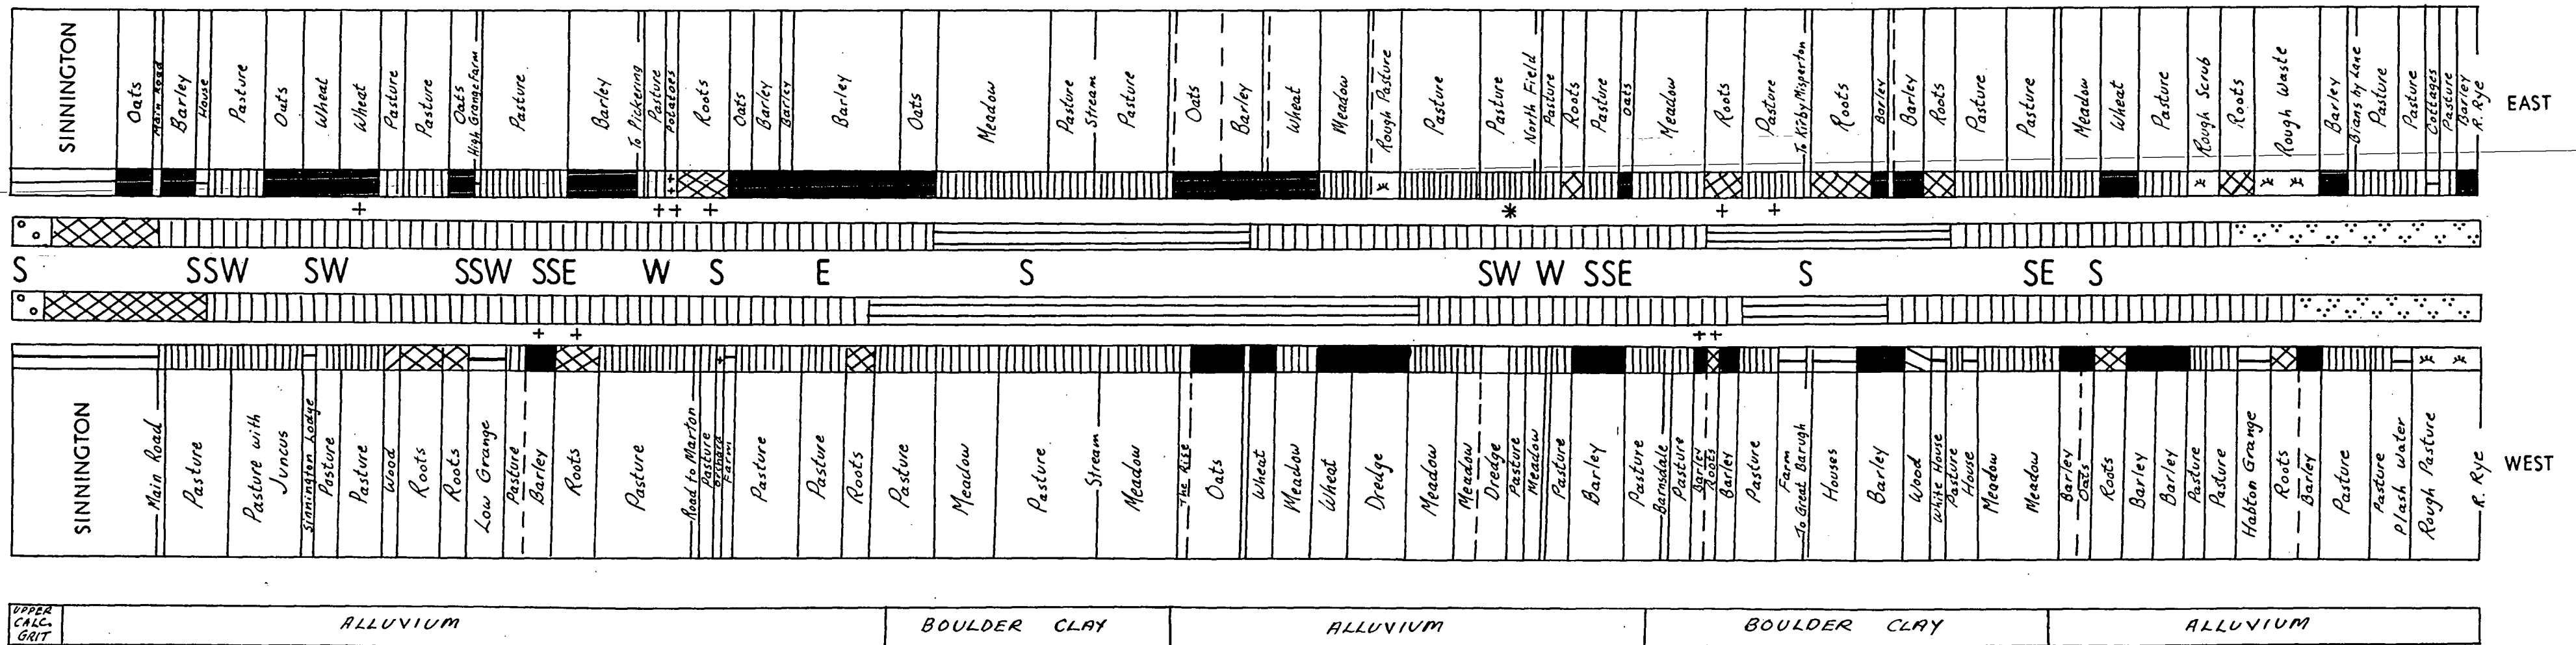 SINNINGTON
Oats
Main Road
Barley
House
Pasture
Oats
Wheat
Wheat
Pasture
Pasture
Oats
High Grange Farm
Pasture
Barley
To Pickering
Pasture
Potatoes
Roots
Oats
Barley
Barley
Barley
Oats
Meadow
Pasture
Stream
Pasture
Oats
Barley
Wheat
Meadow
Rough Pasture
Pasture
Pasture
North Field
Pasture
Roots
Pasture
Oats
Meadow
Roots
Pasture
To Kirby Misperton
Roots
Barley
Barley
Roots
Pasture
Pasture
Meadow
Wheat
Pasture
Rough Scrub
Roots
Rough Waste
Barley
Bians by Lane
Pasture
Pasture
Cottages
Pasture
Barley
R. Rye
EAST
S SSW SW SSW SSE W S E S SW W SSE S SE S
SINNINGTON
Main Road
Pasture
Pasture with
Juncus
Sinnington Lodge
Pasture
Pasture
Wood
Roots
Roots
Low Grange
Pasture
Barley
Roots
Pasture
Road to Marton
Pasture
Orchard
Farm
Pasture
Pasture
Roots
Pasture
Meadow
Pasture
Stream
Meadow
The Rise
Oats
Wheat
Meadow
Wheat
Dredge
Meadow
Meadow
Dredge
Pasture
Meadow
Pasture
Barley
Pasture
Barnsdale
Pasture
Barley
Roots
Barley
Pasture
Farm
To Great Barugh
Houses
Barley
Wood
White House
Pasture
House
Meadow
Meadow
Barley
Oats
Roots
Barley
Barley
Pasture
Pasture
Habton Grange
Roots
Barley
Pasture
Pasture
Plash Water
Rough Pasture
R. Rye
WEST
UPPER
CALC.
GRIT
ALLUVIUM
BOULDER CLAY
ALLUVIUM
BOULDER CLAY
ALLUVIUM